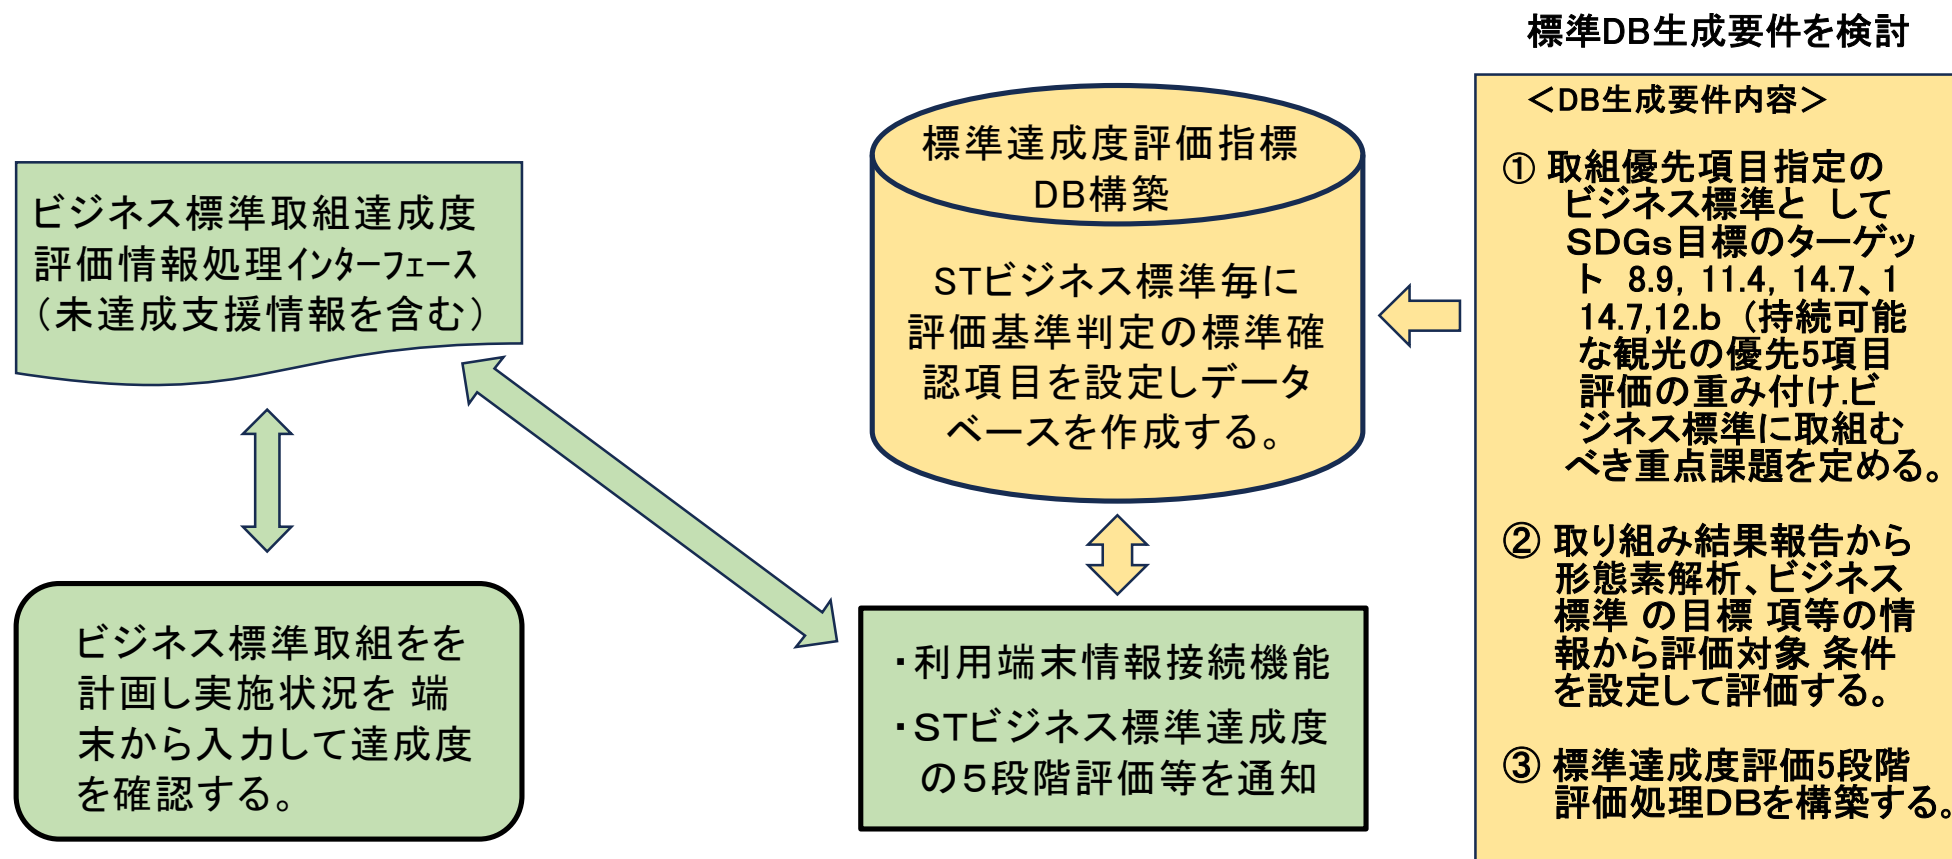 標準DB生成要件を検討
＜DB生成要件内容＞
① 取組優先項目指定の
ビジネス標準と して
SDGs目標のターゲッ
ト 8.9, 11.4, 14.7、1
14.7,12.b（持続可能
な観光の優先5項目
評価の重み付け.ビ
ジネス標準に取組む
べき重点課題を定める。
② 取り組み結果報告から
形態素解析、ビジネス
標準 の目標 項等の情
報から評価対象 条件
を設定して評価する。
③ 標準達成度評価5段階
評価処理DBを構築する。
標準達成度評価指標
DB構築
STビジネス標準毎に
評価基準判定の標準確
認項目を設定しデータ
ベースを作成する。
ビジネス標準取組達成度
評価情報処理インターフェース
（未達成支援情報を含む）
ビジネス標準取組をを
計画し実施状況を 端
末から入力して達成度
を確認する。
・利用端末情報接続機能
・STビジネス標準達成度
の５段階評価等を通知